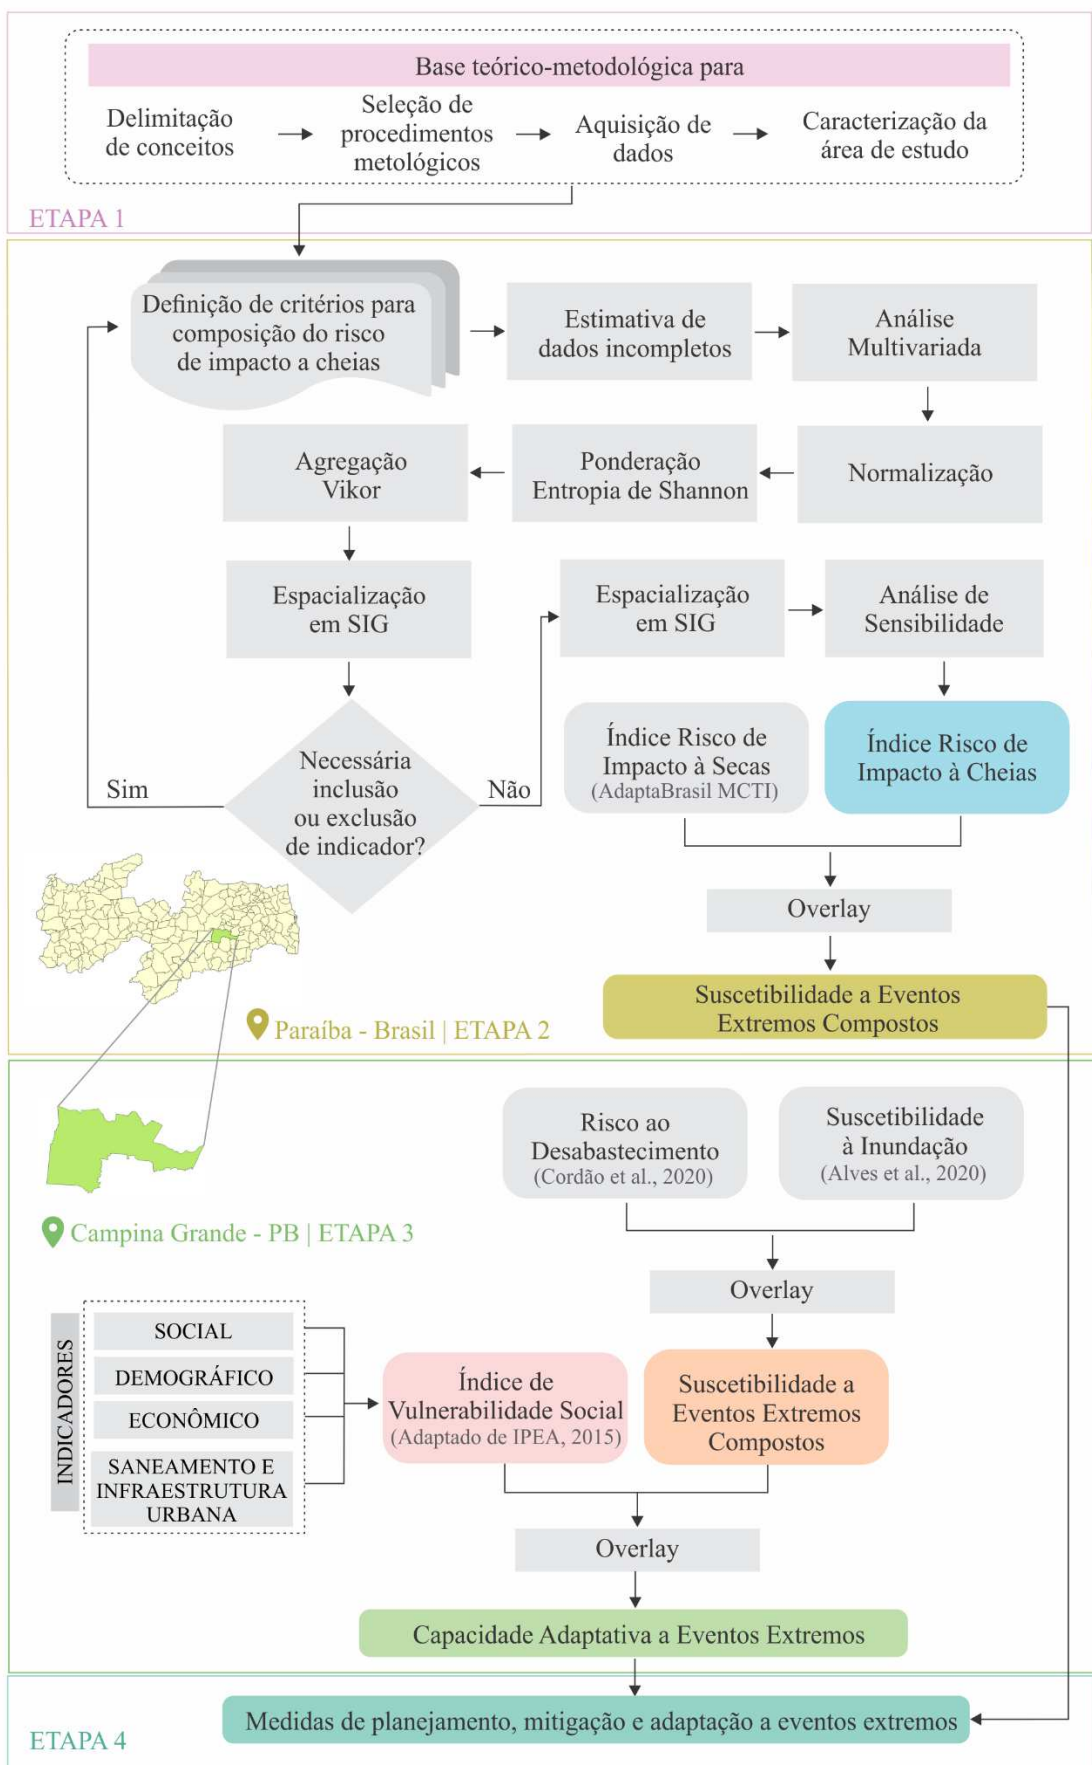 Base teórico-metodológica para
Delimitação
de conceitos
Seleção de
procedimentos
metológicos
Aquisição de
dados
Caracterização da
área de estudo
ETAPA 1
Definição de critérios para
composição do risco
de impacto a cheias
Estimativa de
dados incompletos
Análise
Multivariada
Agregação
Vikor
Ponderação
Entropia de Shannon
Normalização
Espacialização
em SIG
Espacialização
em SIG
Análise de
Sensibilidade
Necessária
inclusão
ou exclusão
de indicador?
Sim
Não
Índice Risco de
Impacto à Secas
(AdaptaBrasil MCTI)
Índice Risco de
Impacto à Cheias
Overlay
Suscetibilidade a Eventos
Extremos Compostos
Paraíba - Brasil | ETAPA 2
Risco ao
Desabastecimento
(Cordão et al., 2020)
Suscetibilidade
à Inundação
(Alves et al., 2020)
Campina Grande - PB | ETAPA 3
Overlay
INDICADORES
SOCIAL
DEMOGRÁFICO
ECONÔMICO
SANEAMENTO E
INFRAESTRUTURA
URBANA
Índice de
Vulnerabilidade Social
(Adaptado de IPEA, 2015)
Suscetibilidade a
Eventos Extremos
Compostos
Overlay
Capacidade Adaptativa a Eventos Extremos
Medidas de planejamento, mitigação e adaptação a eventos extremos
ETAPA 4